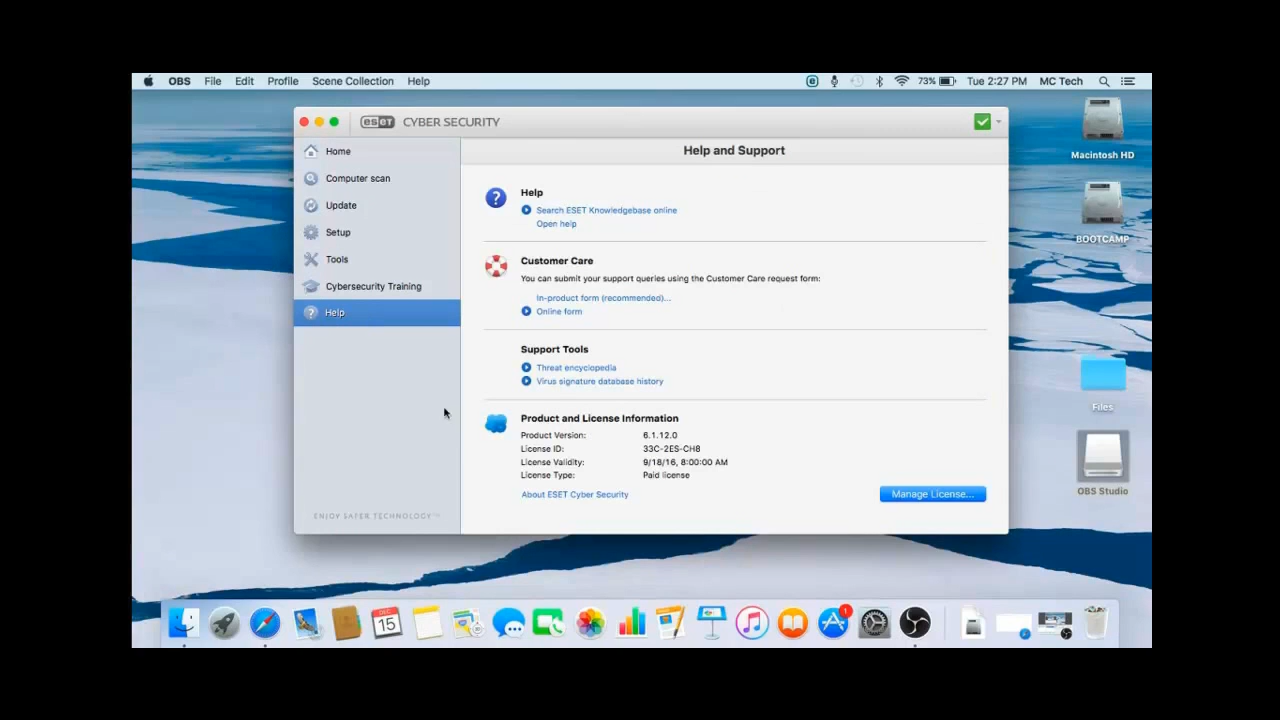 OBS File Edit Profile Scene Collection Help 73% Tue 2:27 PM MC Tech
eseT CYBER SECURITY
Macintosh HD
BOOTCAMP
Files
OBS Studio
Home
Computer scan
Update
Setup
Tools
Cybersecurity Training
? Help
ENJOY SAFER TECHNOLOGY™
Help and Support
?
Help
Search ESET Knowledgebase online
Open help
Customer Care
You can submit your support queries using the Customer Care request form:
In-product form (recommended)...
Online form
Support Tools
Threat encyclopedia
Virus signature database history
Product and License Information
Product Version: 6.1.12.0
License ID: 33C-2ES-CH8
License Validity: 9/18/16, 8:00:00 AM
License Type: Paid license
About ESET Cyber Security
Manage License...
DEC
15
1